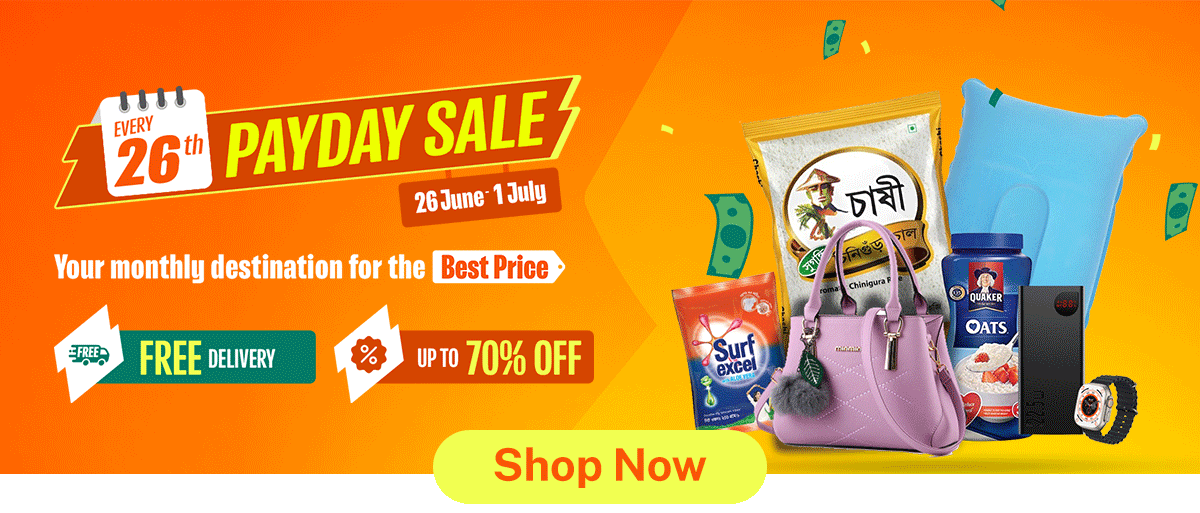 EVERY
26th
PAYDAY SALE
26 June - 1 July
Your monthly destination for the Best Price
FREE
FREE DELIVERY
%
UP TO 70% OFF
চাষী
Chinigura
Surf
excel
QUAKER
OATS
Shop Now